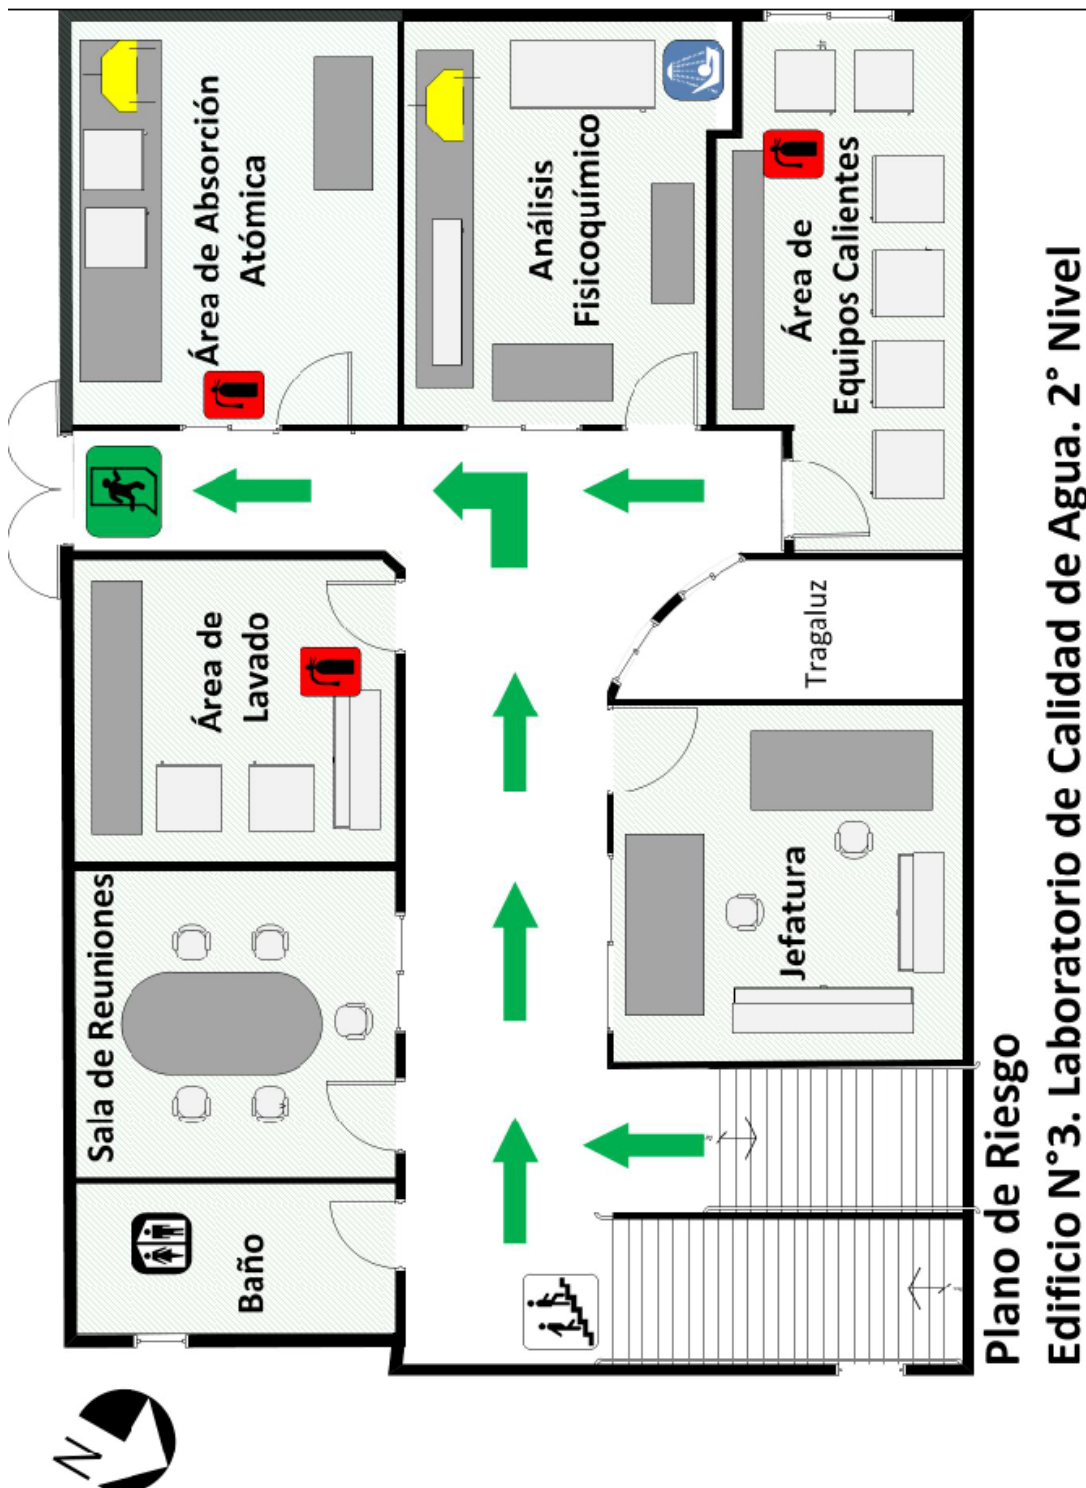 Área de Absorción
Atómica
Análisis
Fisicoquímico
Área de
Equipos Calientes
Área de
Lavado
Tragaluz
Sala de Reuniones
Jefatura
Baño
N
Plano de Riesgo
Edificio N°3. Laboratorio de Calidad de Agua. 2° Nivel